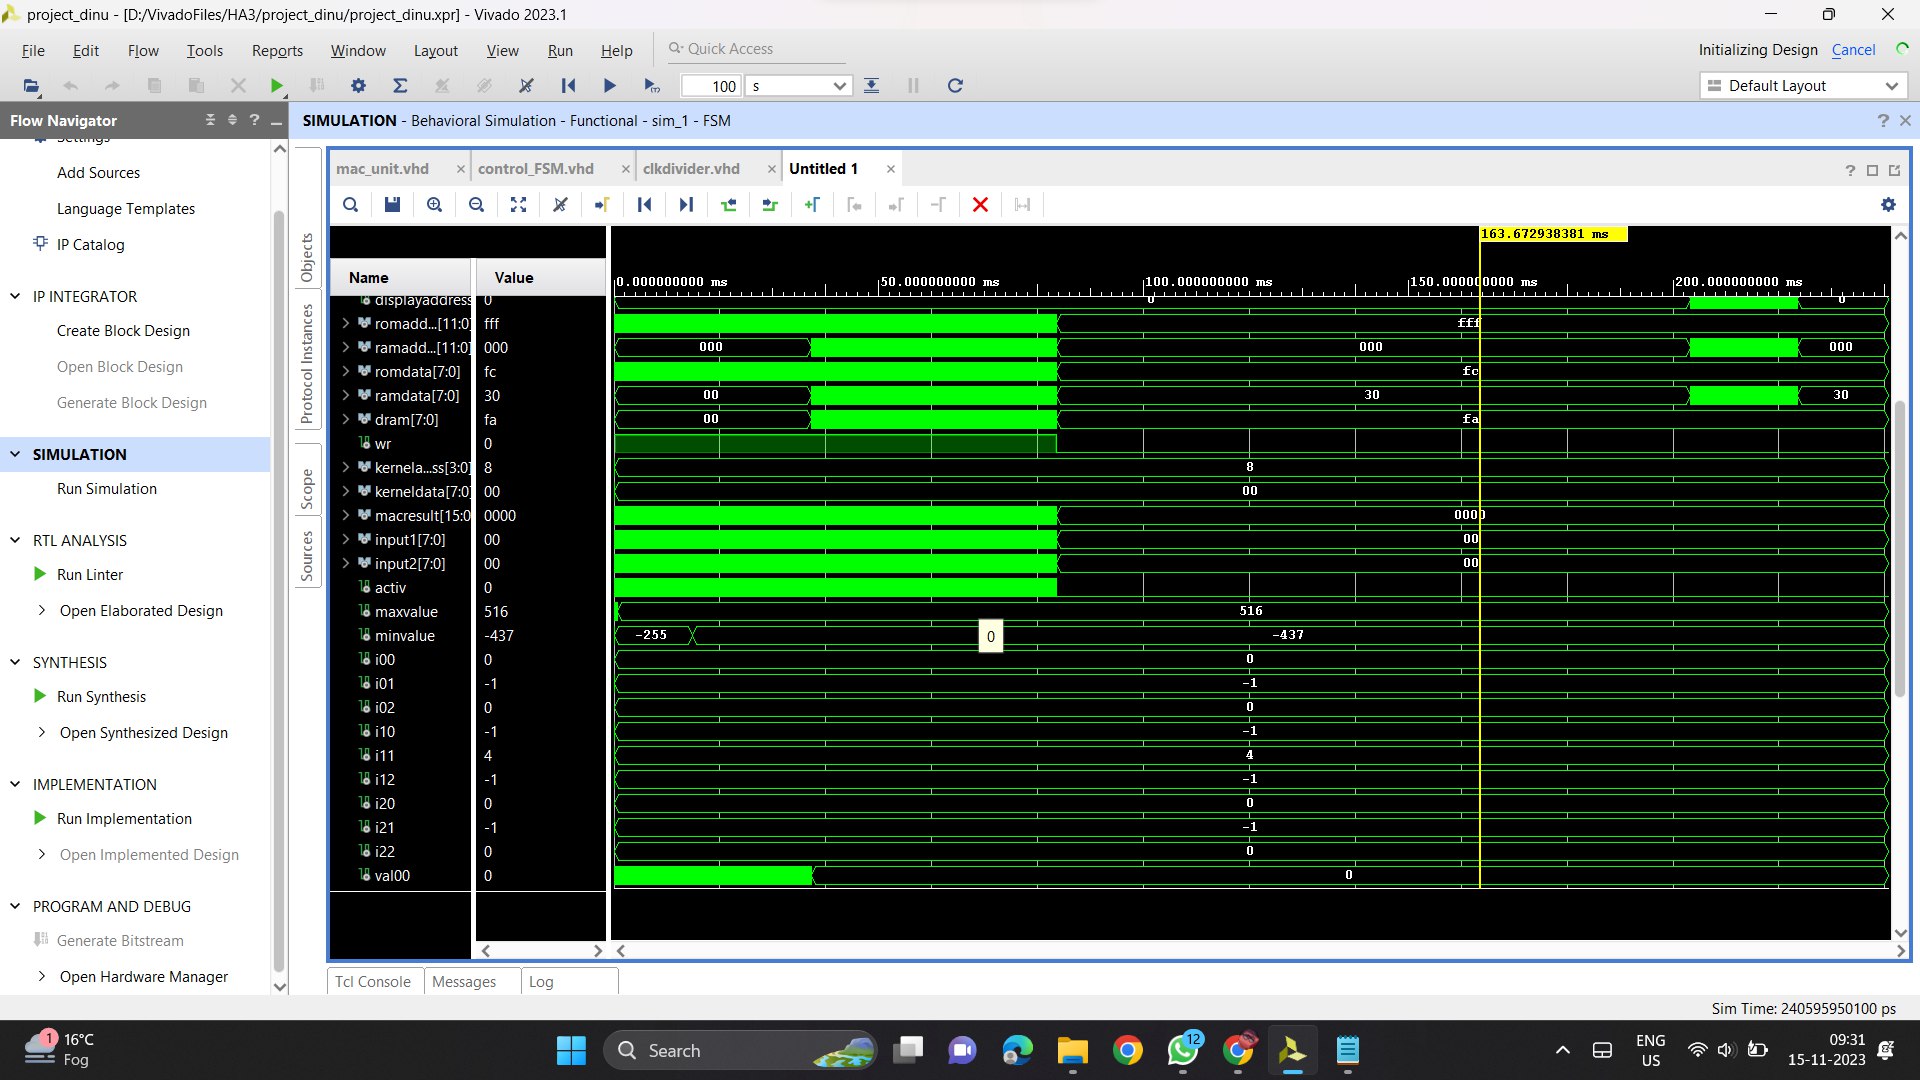 project_dinu - [D:/VivadoFiles/HA3/project_dinu/project_dinu.xpr] - Vivado 2023.1
File Edit Flow Tools Reports Window Layout View Run Help Quick Access
Initializing Design Cancel
100 s
Default Layout
Flow Navigator
SIMULATION - Behavioral Simulation - Functional - sim_1 - FSM
Settings
Add Sources
Language Templates
IP Catalog
IP INTEGRATOR
Create Block Design
Open Block Design
Generate Block Design
SIMULATION
Run Simulation
RTL ANALYSIS
Run Linter
Open Elaborated Design
SYNTHESIS
Run Synthesis
Open Synthesized Design
IMPLEMENTATION
Run Implementation
Open Implemented Design
PROGRAM AND DEBUG
Generate Bitstream
Open Hardware Manager
Objects
Protocol Instances
Scope
Sources
mac_unit.vhd control_FSM.vhd clkdivider.vhd Untitled 1
163.672938381 ms
Name Value
0.000000000 ms 50.000000000 ms 100.000000000 ms 150.000000000 ms 200.000000000 ms
displayaddress 0 0 0
romadd...[11:0] fff fff
ramadd...[11:0] 000 000 000 000
romdata[7:0] fc fc
ramdata[7:0] 30 00 30 30
dram[7:0] fa 00 fa
wr 0
kernela...ss[3:0] 8 8
kerneldata[7:0] 00 00
macresult[15:0 0000 0000
input1[7:0] 00 00
input2[7:0] 00 00
activ 0
maxvalue 516 516
minvalue -437 -255 0 -437
i00 0 0
i01 -1 -1
i02 0 0
i10 -1 -1
i11 4 4
i12 -1 -1
i20 0 0
i21 -1 -1
i22 0 0
val00 0 0
Tcl Console Messages Log
Sim Time: 240595950100 ps
1
16°C
Fog
Search
12
ENG
US
09:31
15-11-2023